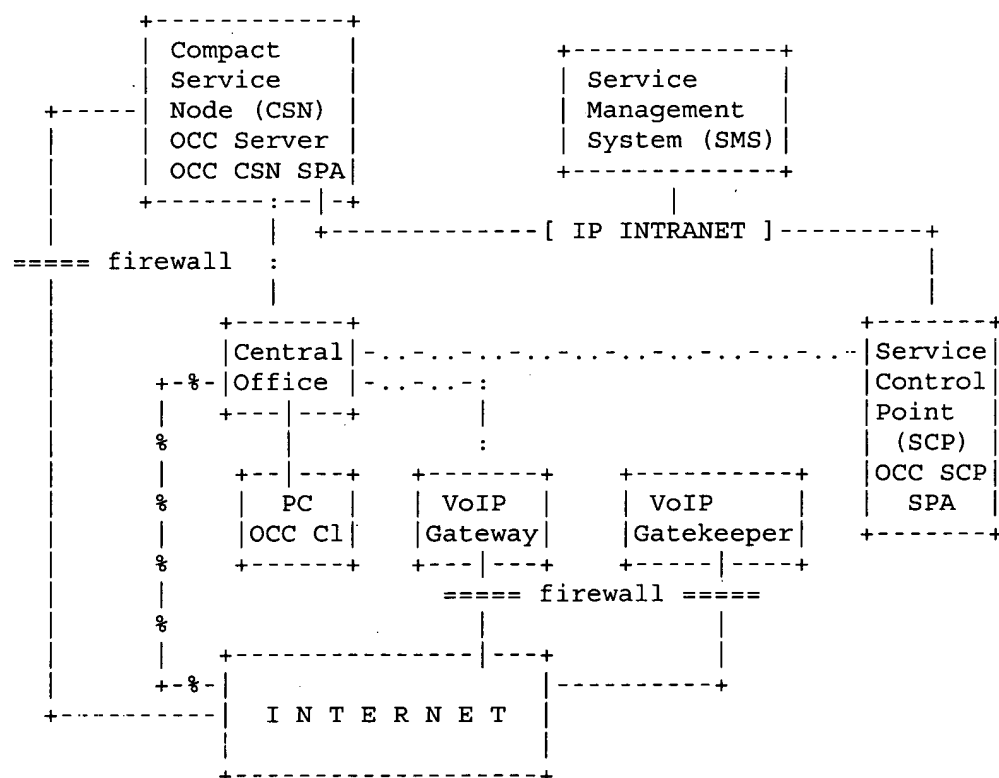 Compact
Service
Node (CSN)
OCC Server
OCC CSN SPA
Service
Management
System (SMS)
[ IP INTRANET ]
===== firewall
Central
Office
Service
Control
Point
(SCP)
OCC SCP
SPA
PC
OCC Cl
VoIP
Gateway
VoIP
Gatekeeper
===== firewall =====
I N T E R N E T